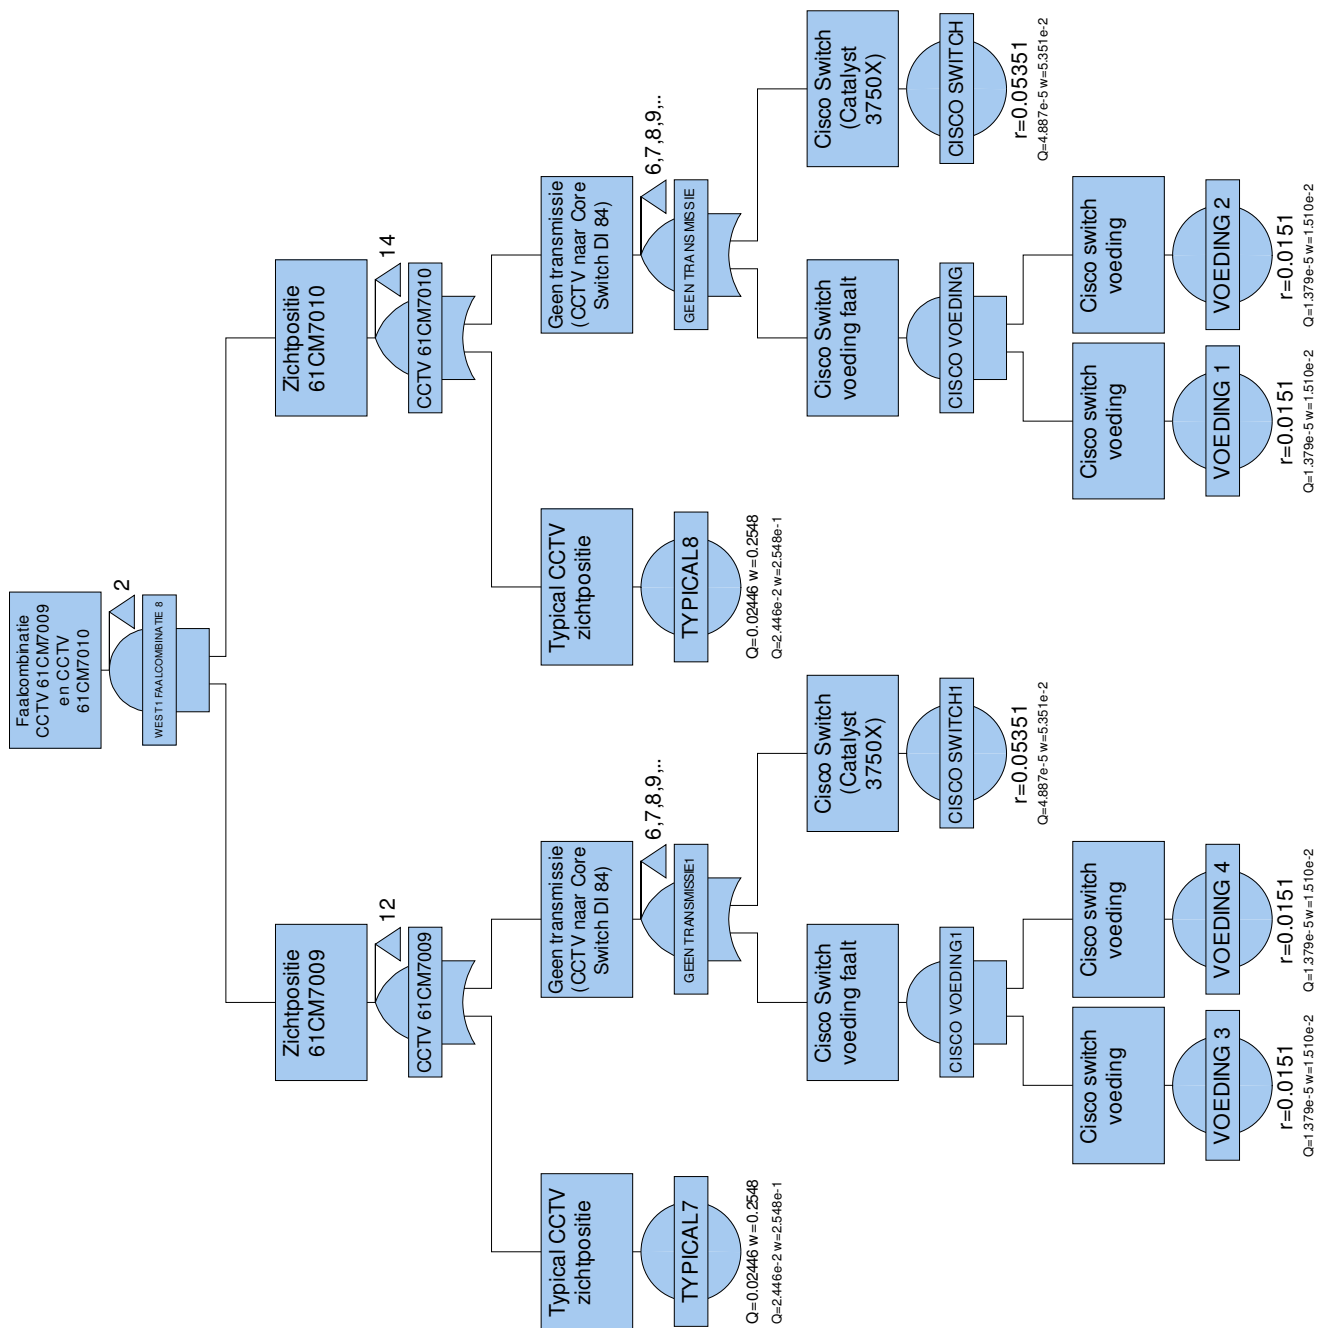 Faalcombinatie
CCTV 61CM7009
en CCTV
61CM7010
2
WEST1 FAALCOMBINATIE 8
Zichtpositie
61CM7009
12
CCTV 61CM7009
Zichtpositie
61CM7010
14
CCTV 61CM7010
Typical CCTV
zichtpositie
TYPICAL7
Q=0.02446 w=0.2548
Q=2.446e-2 w=2.548e-1
Geen transmissie
(CCTV naar Core
Switch DI 84)
6,7,8,9,..
GEEN TRANSMISSIE1
Typical CCTV
zichtpositie
TYPICAL8
Q=0.02446 w=0.2548
Q=2.446e-2 w=2.548e-1
Geen transmissie
(CCTV naar Core
Switch DI 84)
6,7,8,9,..
GEEN TRANSMISSIE
Cisco Switch
voeding faalt
CISCO VOEDING1
Cisco Switch
(Catalyst
3750X)
CISCO SWITCH1
r=0.05351
Q=4.887e-5 w=5.351e-2
Cisco Switch
voeding faalt
CISCO VOEDING
Cisco Switch
(Catalyst
3750X)
CISCO SWITCH
r=0.05351
Q=4.887e-5 w=5.351e-2
Cisco switch
voeding
VOEDING 3
r=0.0151
Q=1.379e-5 w=1.510e-2
Cisco switch
voeding
VOEDING 4
r=0.0151
Q=1.379e-5 w=1.510e-2
Cisco switch
voeding
VOEDING 1
r=0.0151
Q=1.379e-5 w=1.510e-2
Cisco switch
voeding
VOEDING 2
r=0.0151
Q=1.379e-5 w=1.510e-2